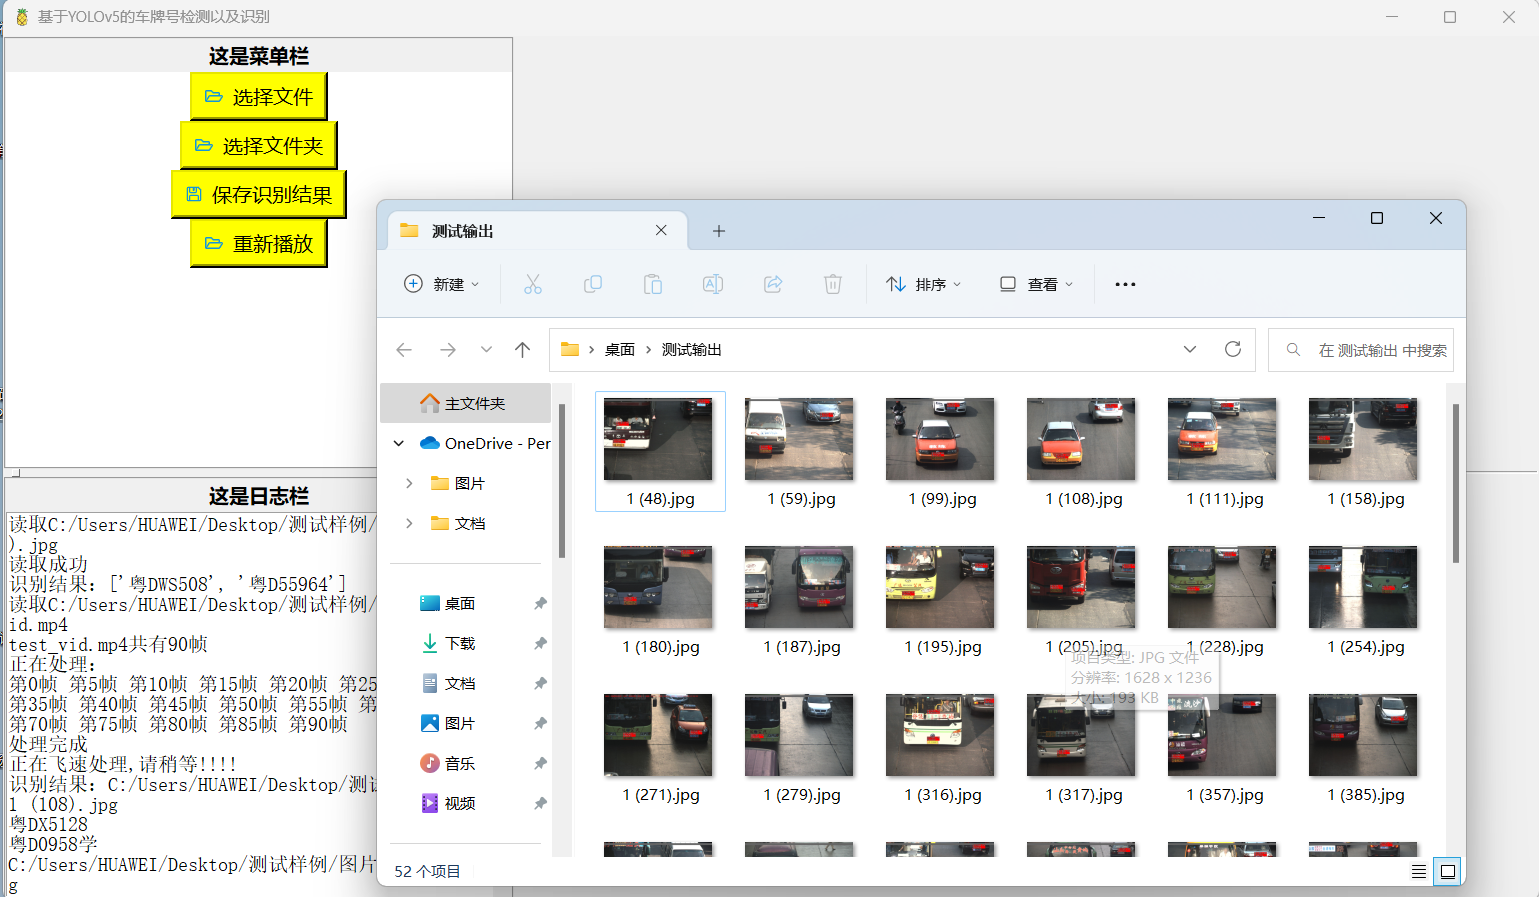 基于YOLOv5的车牌号检测以及识别
这是菜单栏
选择文件
选择文件夹
保存识别结果
重新播放
这是日志栏
读取C:/Users/HUAWEI/Desktop/测试样例/
).jpg
读取成功
识别结果: ['粤DWS508', '粤D55964']
读取C:/Users/HUAWEI/Desktop/测试样例/
id.mp4
test_vid.mp4共有90帧
正在处理:
第0帧 第5帧 第10帧 第15帧 第20帧 第25
第35帧 第40帧 第45帧 第50帧 第55帧 第
第70帧 第75帧 第80帧 第85帧 第90帧
处理完成
正在飞速处理,请稍等!!!!
识别结果: C:/Users/HUAWEI/Desktop/测试
1 (108).jpg
粤DX5128
粤D0958学
C:/Users/HUAWEI/Desktop/测试样例/图片
g
测试输出
新建
排序
查看
桌面 > 测试输出
在 测试输出 中搜索
主文件夹
OneDrive - Per
图片
文档
桌面
下载
文档
图片
音乐
视频
1 (48).jpg 1 (59).jpg 1 (99).jpg 1 (108).jpg 1 (111).jpg 1 (158).jpg
1 (180).jpg 1 (187).jpg 1 (195).jpg 1 (205).jpg 1 (228).jpg 1 (254).jpg
项目类型: JPG 文件
分辨率: 1628 x 1236
大小: 193 KB
1 (271).jpg 1 (279).jpg 1 (316).jpg 1 (317).jpg 1 (357).jpg 1 (385).jpg
52 个项目